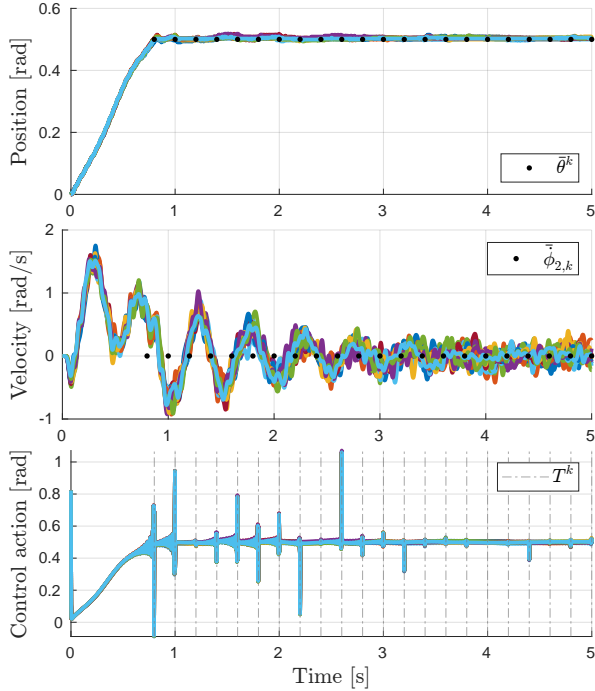 0.6
0.4
0.2
0
Position [rad]
θ̄^k
0 1 2 3 4 5
2
1
0
-1
Velocity [rad/s]
\bar{\dot{ϕ}}_{2,k}
0 1 2 3 4 5
1
0.8
0.6
0.4
0.2
0
Control action [rad]
T^k
0 1 2 3 4 5
Time [s]